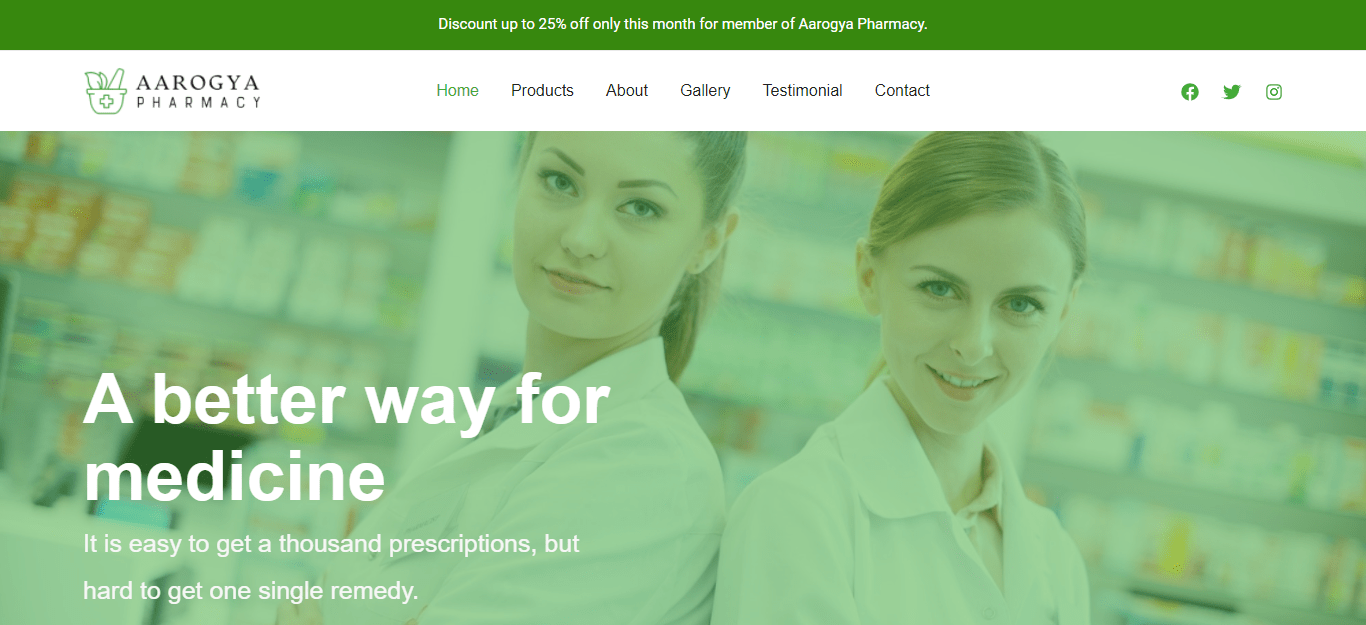 Discount up to 25% off only this month for member of Aarogya Pharmacy.
AAROGYA
PHARMACY
Home Products About Gallery Testimonial Contact
A better way for
medicine
It is easy to get a thousand prescriptions, but
hard to get one single remedy.